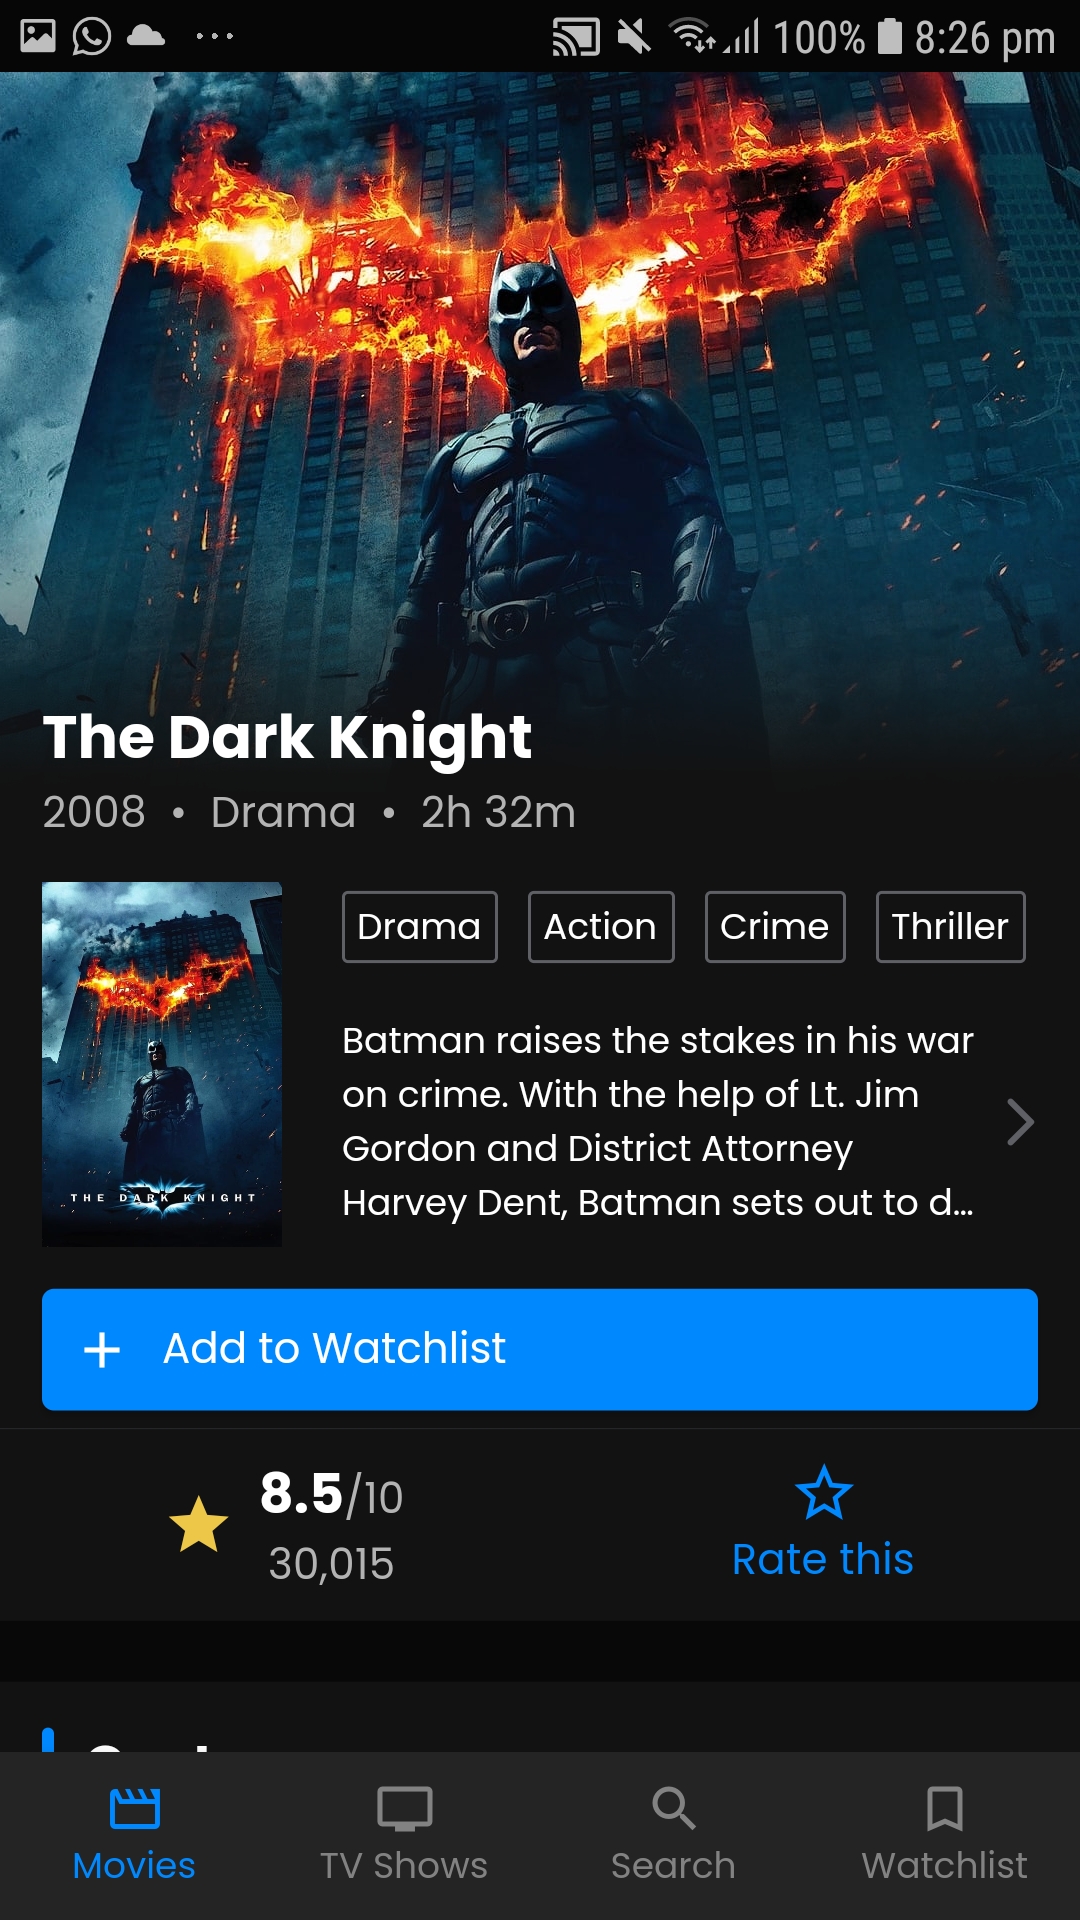 100% 8:26 pm
The Dark Knight
2008 • Drama • 2h 32m
Drama Action Crime Thriller
Batman raises the stakes in his war
on crime. With the help of Lt. Jim
Gordon and District Attorney
Harvey Dent, Batman sets out to d...
THE DARK KNIGHT
+ Add to Watchlist
8.5/10
30,015
Rate this
Movies TV Shows Search Watchlist